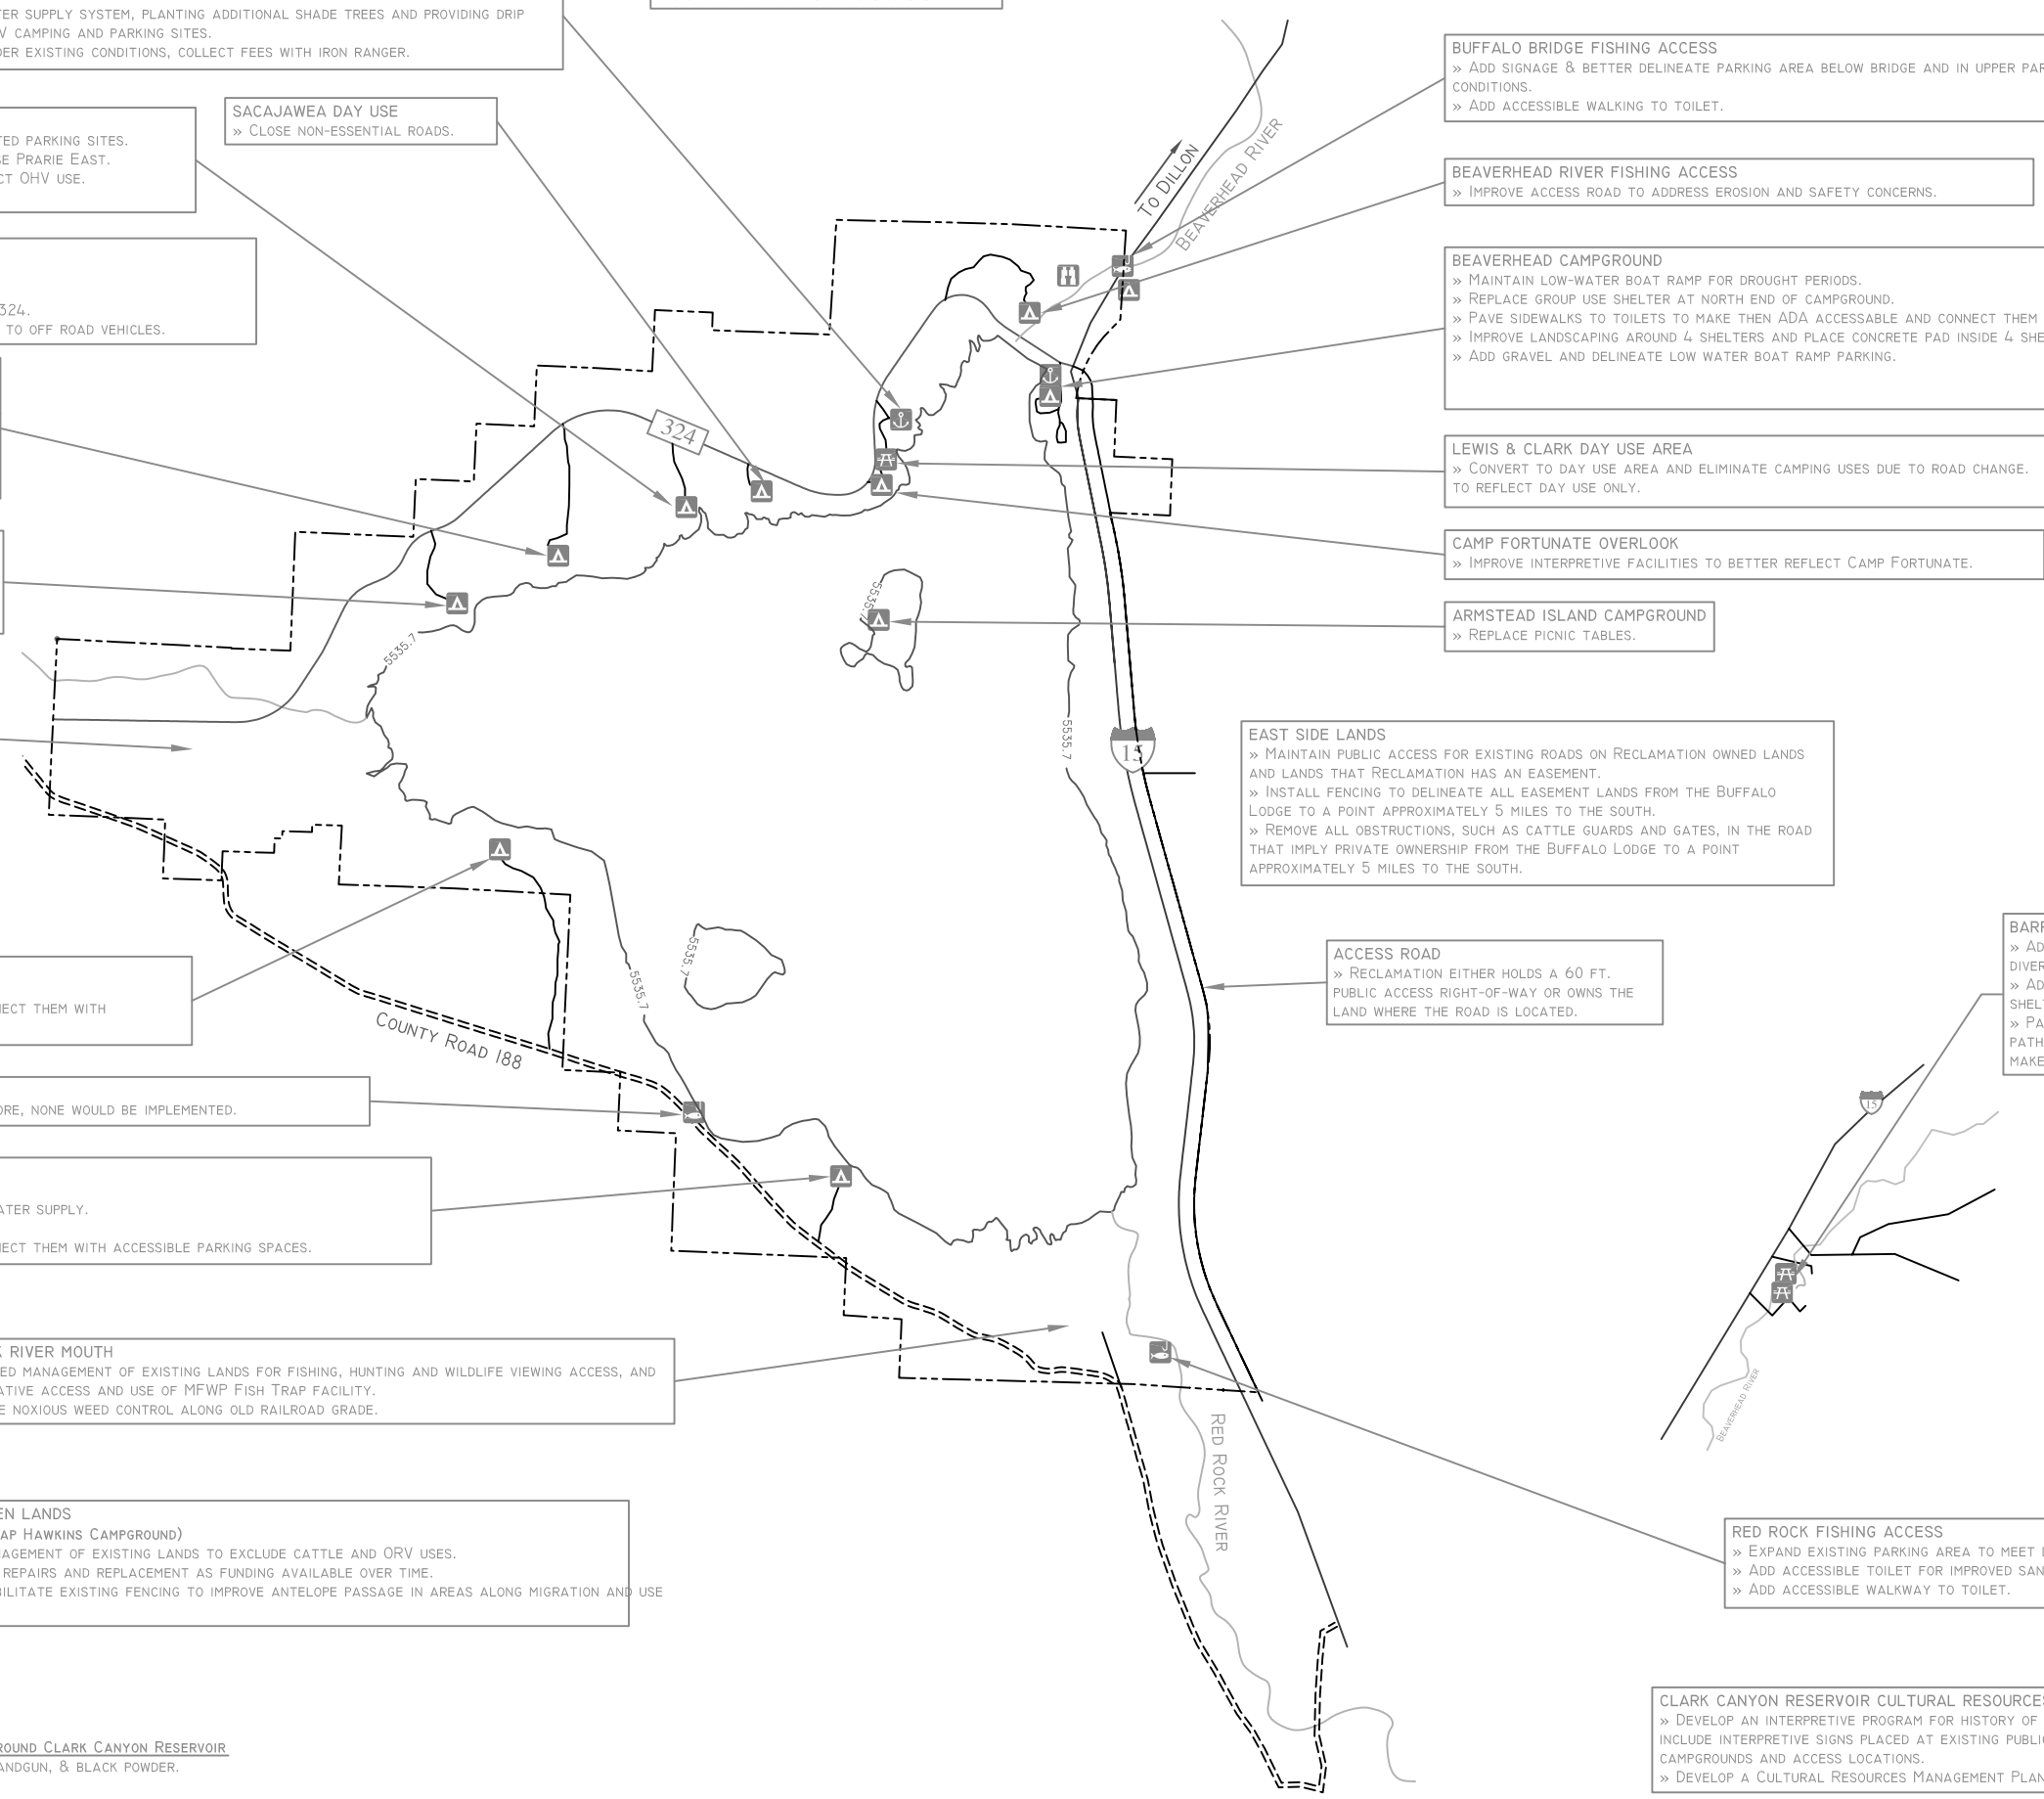 TER SUPPLY SYSTEM, PLANTING ADDITIONAL SHADE TREES AND PROVIDING DRIP
V CAMPING AND PARKING SITES.
DER EXISTING CONDITIONS, COLLECT FEES WITH IRON RANGER.
SACAJAWEA DAY USE
» CLOSE NON-ESSENTIAL ROADS.
TED PARKING SITES.
SE PRARIE EAST.
CT OHV USE.
324.
TO OFF ROAD VEHICLES.
BUFFALO BRIDGE FISHING ACCESS
» ADD SIGNAGE & BETTER DELINEATE PARKING AREA BELOW BRIDGE AND IN UPPER PAR
CONDITIONS.
» ADD ACCESSIBLE WALKING TO TOILET.
BEAVERHEAD RIVER FISHING ACCESS
» IMPROVE ACCESS ROAD TO ADDRESS EROSION AND SAFETY CONCERNS.
BEAVERHEAD CAMPGROUND
» MAINTAIN LOW-WATER BOAT RAMP FOR DROUGHT PERIODS.
» REPLACE GROUP USE SHELTER AT NORTH END OF CAMPGROUND.
» PAVE SIDEWALKS TO TOILETS TO MAKE THEN ADA ACCESSABLE AND CONNECT THEM
» IMPROVE LANDSCAPING AROUND 4 SHELTERS AND PLACE CONCRETE PAD INSIDE 4 SHE
» ADD GRAVEL AND DELINEATE LOW WATER BOAT RAMP PARKING.
LEWIS & CLARK DAY USE AREA
» CONVERT TO DAY USE AREA AND ELIMINATE CAMPING USES DUE TO ROAD CHANGE.
TO REFLECT DAY USE ONLY.
CAMP FORTUNATE OVERLOOK
» IMPROVE INTERPRETIVE FACILITIES TO BETTER REFLECT CAMP FORTUNATE.
ARMSTEAD ISLAND CAMPGROUND
» REPLACE PICNIC TABLES.
TO DILLON
BEAVERHEAD RIVER
324
5535.7
5535.7
5535.7
15
EAST SIDE LANDS
» MAINTAIN PUBLIC ACCESS FOR EXISTING ROADS ON RECLAMATION OWNED LANDS
AND LANDS THAT RECLAMATION HAS AN EASEMENT.
» INSTALL FENCING TO DELINEATE ALL EASEMENT LANDS FROM THE BUFFALO
LODGE TO A POINT APPROXIMATELY 5 MILES TO THE SOUTH.
» REMOVE ALL OBSTRUCTIONS, SUCH AS CATTLE GUARDS AND GATES, IN THE ROAD
THAT IMPLY PRIVATE OWNERSHIP FROM THE BUFFALO LODGE TO A POINT
APPROXIMATELY 5 MILES TO THE SOUTH.
ACCESS ROAD
» RECLAMATION EITHER HOLDS A 60 FT.
PUBLIC ACCESS RIGHT-OF-WAY OR OWNS THE
LAND WHERE THE ROAD IS LOCATED.
BARR
» AD
DIVER
» AD
SHEL
» PA
PATH
MAKE
5535.7
5535.7
COUNTY ROAD 188
NECT THEM WITH
ORE, NONE WOULD BE IMPLEMENTED.
ATER SUPPLY.
NECT THEM WITH ACCESSIBLE PARKING SPACES.
15
BEAVERHEAD RIVER
K RIVER MOUTH
ED MANAGEMENT OF EXISTING LANDS FOR FISHING, HUNTING AND WILDLIFE VIEWING ACCESS, AND
ATIVE ACCESS AND USE OF MFWP FISH TRAP FACILITY.
E NOXIOUS WEED CONTROL ALONG OLD RAILROAD GRADE.
RED ROCK RIVER
EN LANDS
AP HAWKINS CAMPGROUND)
NAGEMENT OF EXISTING LANDS TO EXCLUDE CATTLE AND ORV USES.
REPAIRS AND REPLACEMENT AS FUNDING AVAILABLE OVER TIME.
BILITATE EXISTING FENCING TO IMPROVE ANTELOPE PASSAGE IN AREAS ALONG MIGRATION AND USE
RED ROCK FISHING ACCESS
» EXPAND EXISTING PARKING AREA TO MEET
» ADD ACCESSIBLE TOILET FOR IMPROVED SAN
» ADD ACCESSIBLE WALKWAY TO TOILET.
ROUND CLARK CANYON RESERVOIR
ANDGUN, & BLACK POWDER.
CLARK CANYON RESERVOIR CULTURAL RESOURCES
» DEVELOP AN INTERPRETIVE PROGRAM FOR HISTORY OF
INCLUDE INTERPRETIVE SIGNS PLACED AT EXISTING PUBLI
CAMPGROUNDS AND ACCESS LOCATIONS.
» DEVELOP A CULTURAL RESOURCES MANAGEMENT PLAN